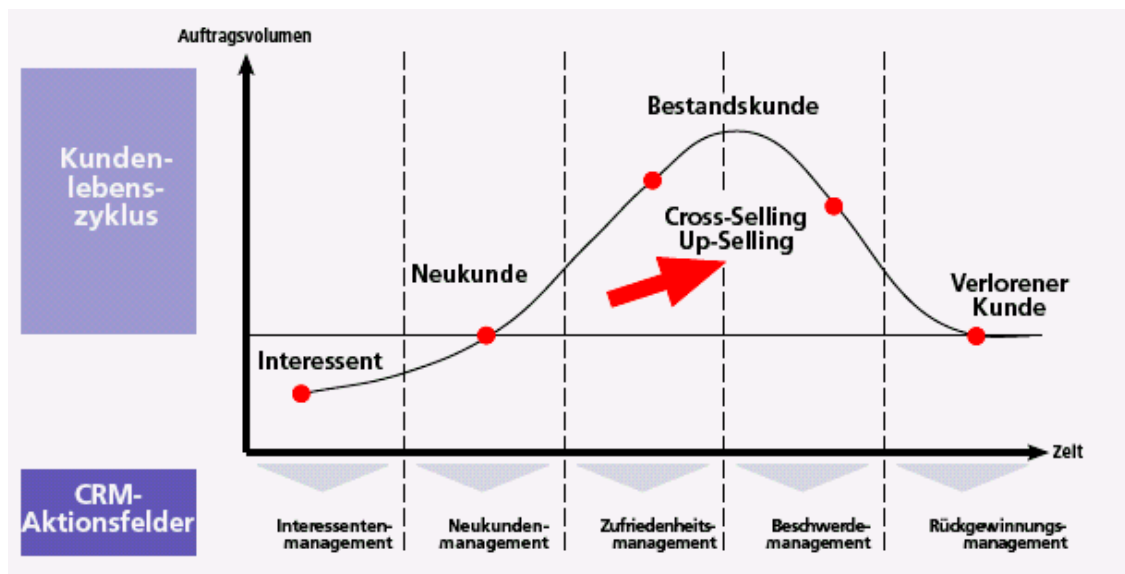 Auftragsvolumen
Kunden-
lebens-
zyklus
Bestandskunde
Cross-Selling
Up-Selling
Neukunde
Verlorener
Kunde
Interessent
Zeit
CRM-
Aktionsfelder
Interessenten-
management
Neukunden-
management
Zufriedenheits-
management
Beschwerde-
management
Rückgewinnungs-
management